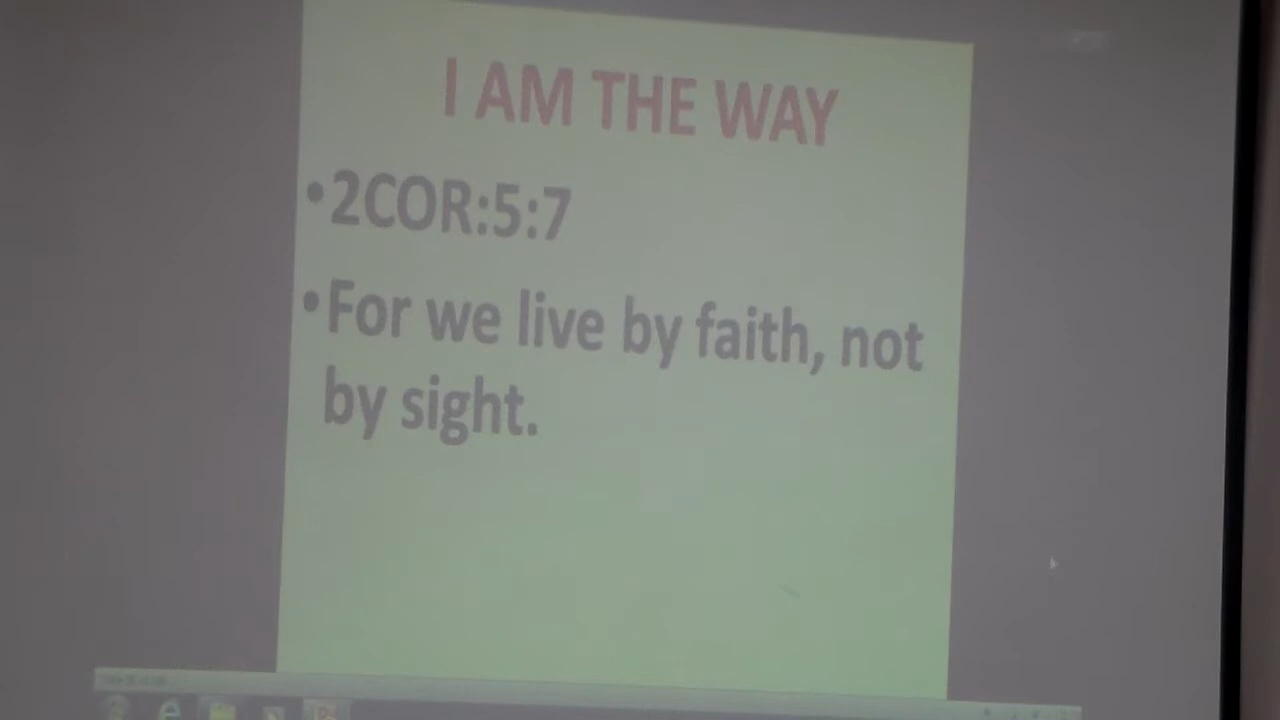 I AM THE WAY
•2COR:5:7
•For we live by faith, not
by sight.